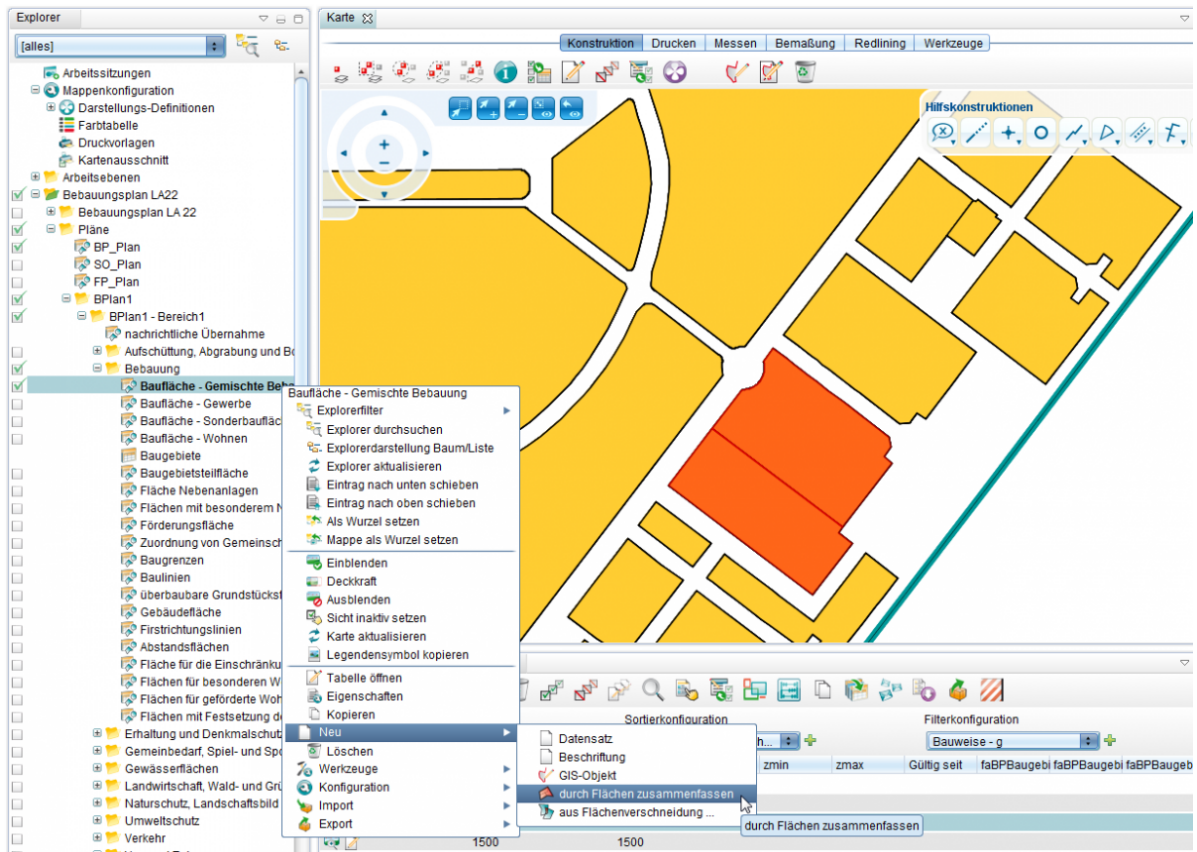 Explorer
[alles]
Arbeitssitzungen
Mappenkonfiguration
Darstellungs-Definitionen
Farbtabelle
Druckvorlagen
Kartenausschnitt
Arbeitsebenen
Bebauungsplan LA22
Bebauungsplan LA 22
Pläne
BP_Plan
SO_Plan
FP_Plan
BPlan1
BPlan1 - Bereich1
nachrichtliche Übernahme
Aufschüttung, Abgrabung und Bo
Bebauung
Baufläche - Gemischte Beba
Baufläche - Gewerbe
Baufläche - Sonderbaufläc
Baufläche - Wohnen
Baugebiete
Baugebietsteilfläche
Fläche Nebenanlagen
Flächen mit besonderem N
Förderungsfläche
Zuordnung von Gemeinsch
Baugrenzen
Baulinien
überbaubare Grundstückst
Gebäudefläche
Firstrichtungslinien
Abstandsflächen
Fläche für die Einschränku
Flächen für besonderen W
Flächen für geförderte Woh
Flächen mit Festsetzung de
Erhaltung und Denkmalschut
Gemeinbedarf, Spiel- und Spo
Gewässerflächen
Landwirtschaft, Wald- und Grü
Naturschutz, Landschaftsbild
Umweltschutz
Verkehr
Karte
Konstruktion Drucken Messen Bemaßung Redlining Werkzeuge
Hilfskonstruktionen
Baufläche - Gemischte Bebauung
Explorerfilter
Explorer durchsuchen
Explorerdarstellung Baum/Liste
Explorer aktualisieren
Eintrag nach unten schieben
Eintrag nach oben schieben
Als Wurzel setzen
Mappe als Wurzel setzen
Einblenden
Deckkraft
Ausblenden
Sicht inaktiv setzen
Karte aktualisieren
Legendensymbol kopieren
Tabelle öffnen
Eigenschaften
Kopieren
Neu
Löschen
Werkzeuge
Konfiguration
Import
Export
Datensatz
Beschriftung
GIS-Objekt
durch Flächen zusammenfassen
aus Flächenverschneidung ...
durch Flächen zusammenfassen
Sortierkonfiguration
Filterkonfiguration
h...
Bauweise - g
zmin zmax Gültig seit faBPBaugebi faBPBaugebi faBPBaugeb
1500 1500